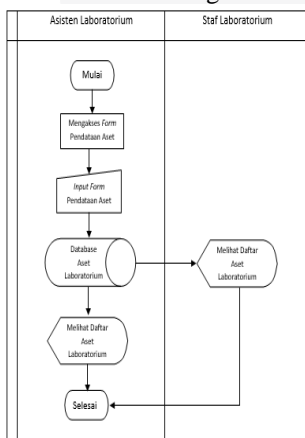 Asisten Laboratorium
Staf Laboratorium
Mulai
Mengakses Form
Pendataan Aset
Input Form
Pendataan Aset
Database
Aset
Laboratorium
Melihat Daftar
Aset
Laboratorium
Melihat Daftar
Aset
Laboratorium
Selesai